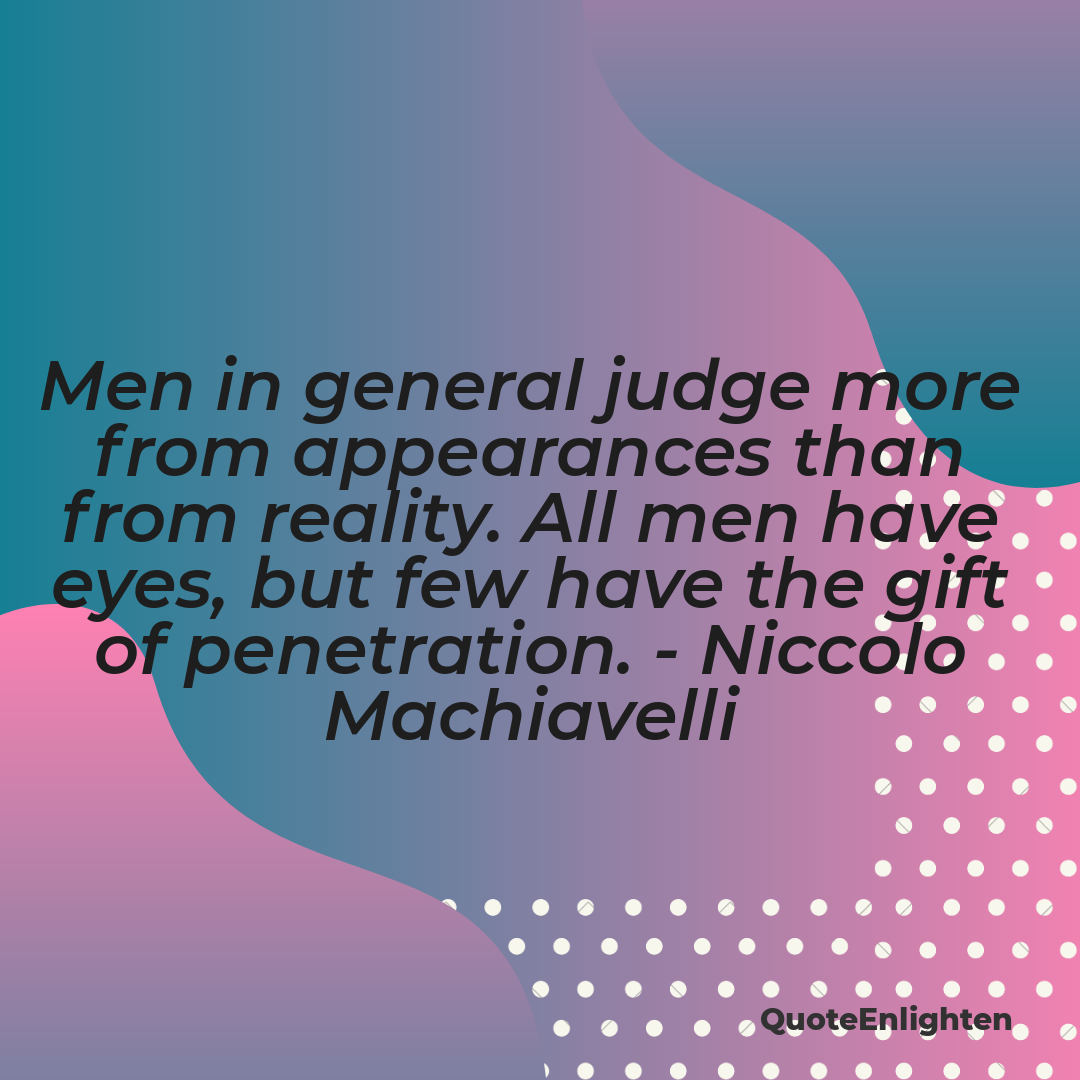 Men in general judge more
from appearances than
from reality. All men have
eyes, but few have the gift
of penetration. - Niccolo
Machiavelli
QuoteEnlighten